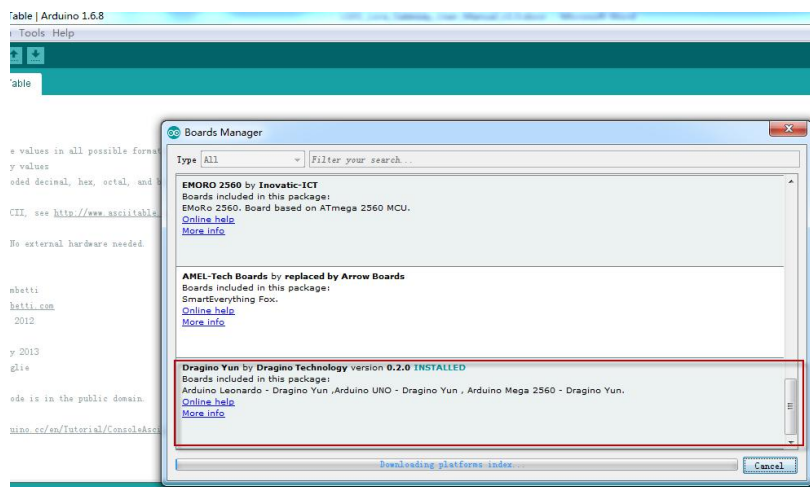 Table | Arduino 1.6.8
Tools Help
able
e values in all possible format
y values
oded decimal, hex, octal, and b
CII, see http://www.asciitable.
No external hardware needed.
mbetti
betti.com
2012
y 2013
glia
ode is in the public domain.
uino.cc/en/Tutorial/ConsoleAsci
Boards Manager
Type All Filter your search...
EMORO 2560 by Inovatic-ICT
Boards included in this package:
EMoRo 2560. Board based on ATmega 2560 MCU.
Online help
More info
AMEL-Tech Boards by replaced by Arrow Boards
Boards included in this package:
SmartEverything Fox.
Online help
More info
Dragino Yun by Dragino Technology version 0.2.0 INSTALLED
Boards included in this package:
Arduino Leonardo - Dragino Yun ,Arduino UNO - Dragino Yun , Arduino Mega 2560 - Dragino Yun.
Online help
More info
Downloading platforms index...
Cancel